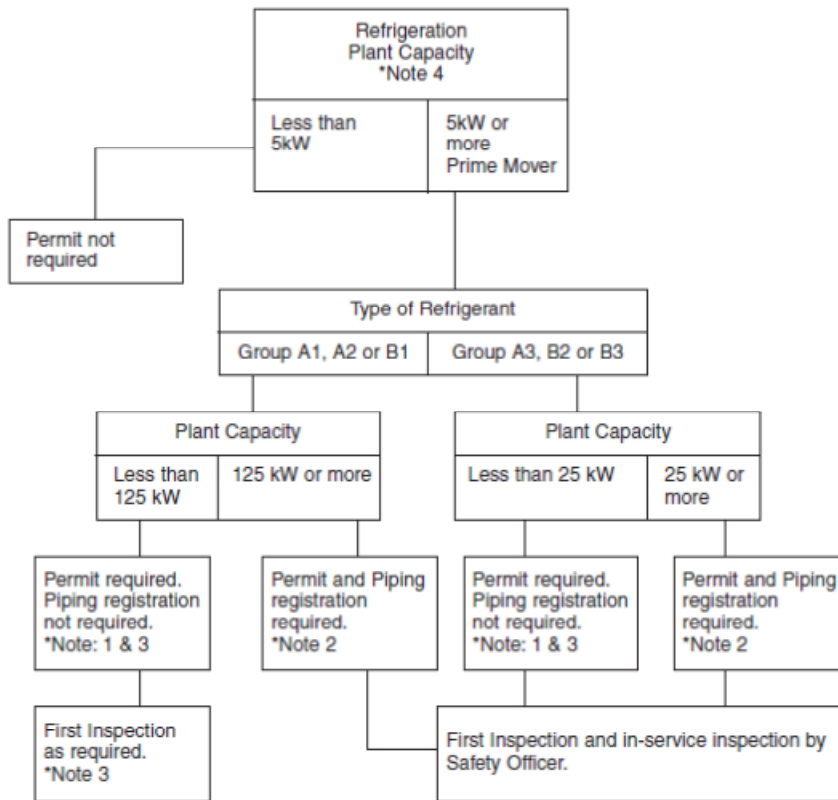 Refrigeration
Plant Capacity
*Note 4
Less than
5kW
5kW or
more
Prime Mover
Permit not
required
Type of Refrigerant
Group A1, A2 or B1
Group A3, B2 or B3
Plant Capacity
Less than
125 kW
125 kW or more
Plant Capacity
Less than 25 kW
25 kW or
more
Permit required.
Piping registration
not required.
*Note: 1 & 3
Permit and Piping
registration
required.
*Note 2
Permit required.
Piping registration
not required.
*Note: 1 & 3
Permit and Piping
registration
required.
*Note 2
First Inspection
as required.
*Note 3
First Inspection and in-service inspection by
Safety Officer.